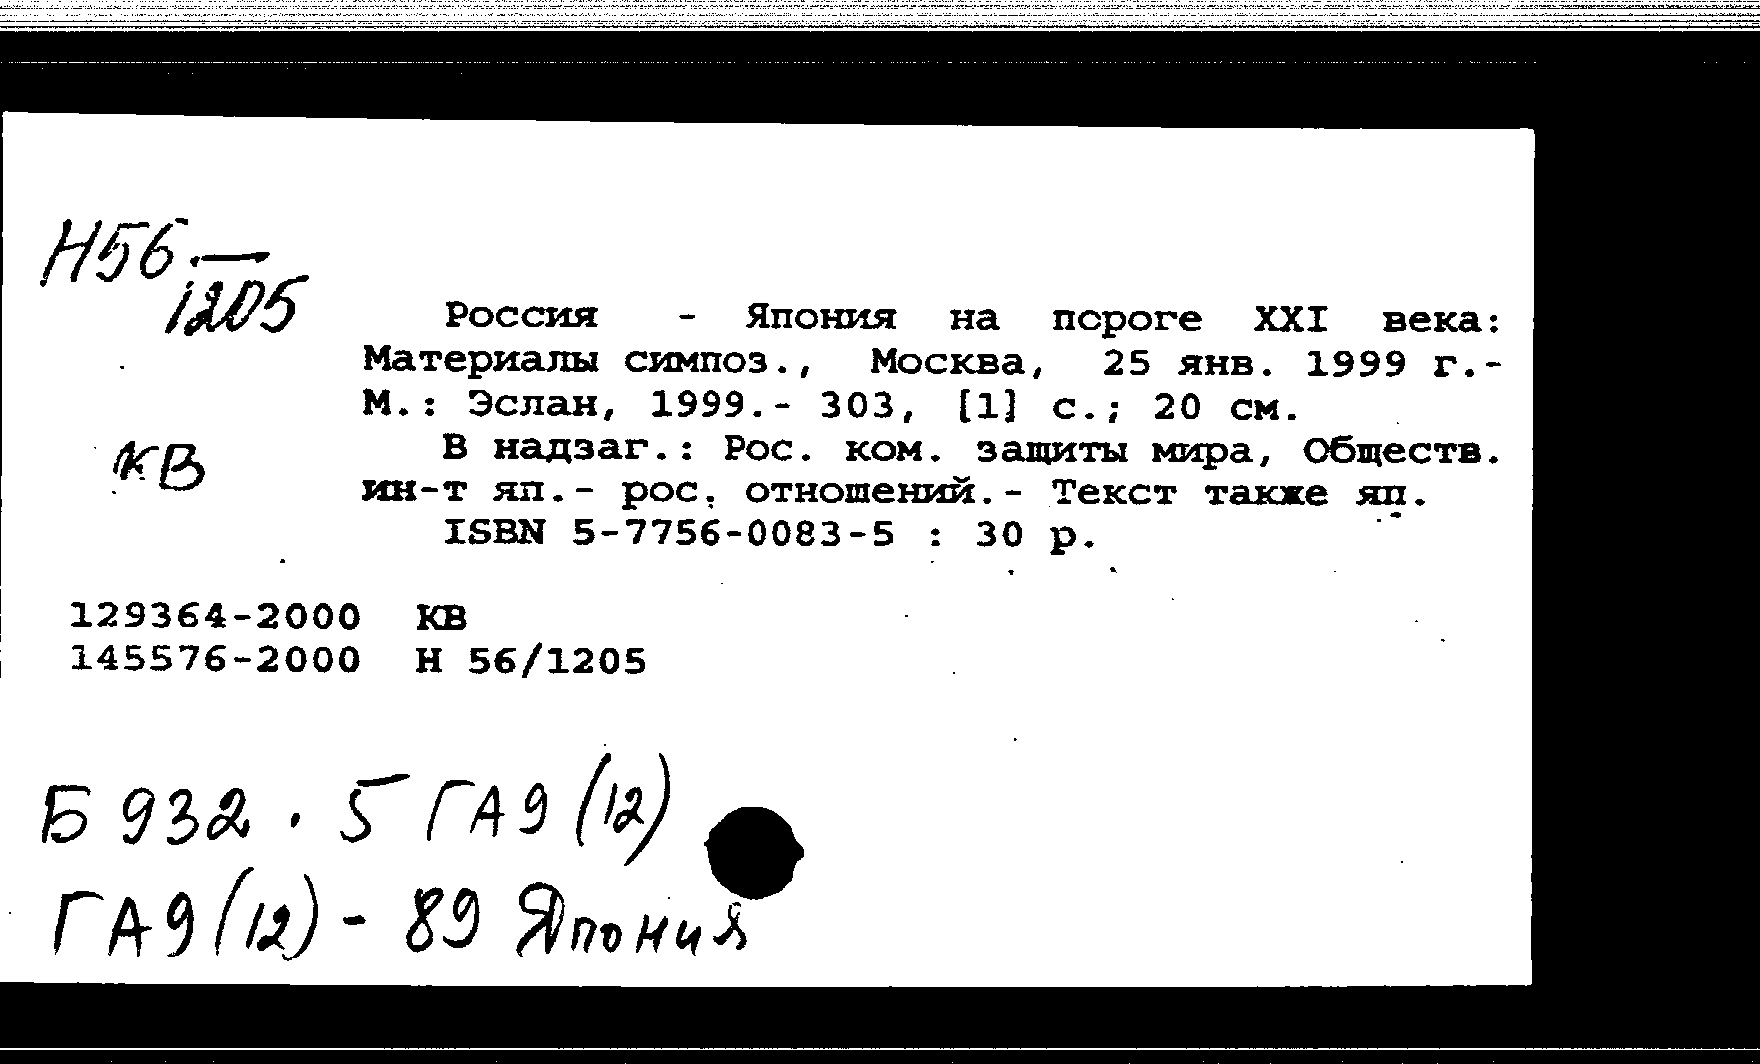 Н56.—
1205
Россия - Япония на пороге XXI века:
Материалы симпоз., Москва, 25 янв. 1999 г.-
М.: Эслан, 1999.- 303, [1] с.; 20 см.
КВ
В надзаг.: Рос. ком. защиты мира, Обществ.
ин-т яп.- рос. отношений.- Текст также яп.
ISBN 5-7756-0083-5 : 30 р.
129364-2000 КВ
145576-2000 Н 56/1205
Б 932.5 ГА9(12)
ГА9(12)-89 Япония